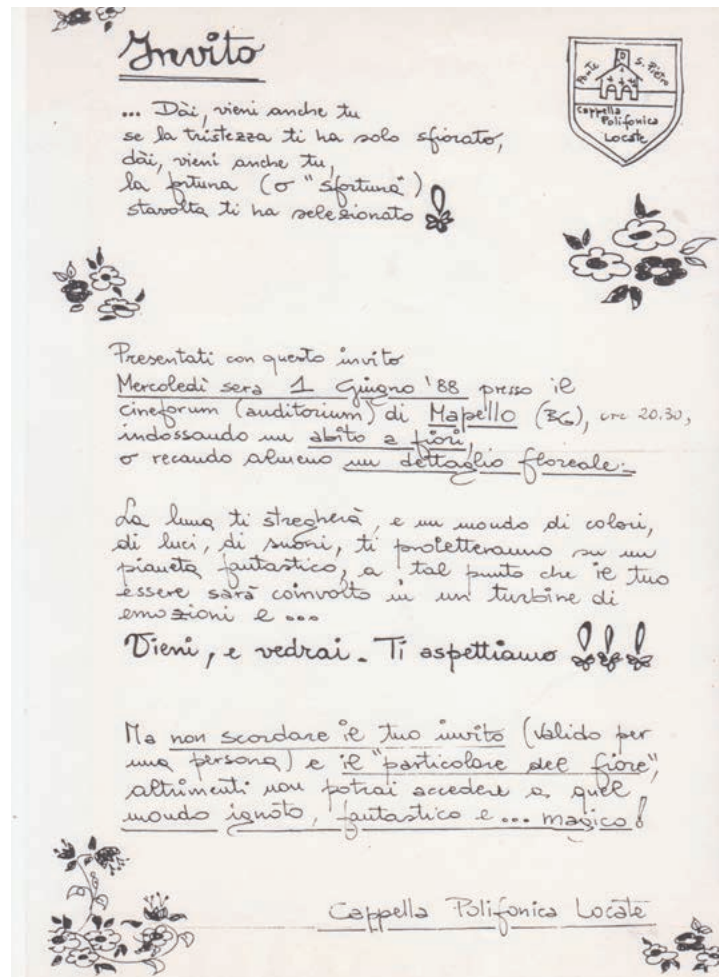 Invito
Ponte S. Pietro
Cappella
Polifonica
Locate
... Dài, vieni anche tu
se la tristezza ti ha solo sfiorato,
dài, vieni anche tu,
la fortuna (o "sfortuna")
stavolta ti ha selezionato !
Presentati con questo invito
Mercoledì sera 1 Giugno '88 presso il
cineforum (auditorium) di Mapello (BG), ore 20.30,
indossando un abito a fiori,
o recando almeno un dettaglio floreale.
La luna ti stregherà, e un mondo di colori,
di luci, di suoni, ti proietteranno su un
pianeta fantastico, a tal punto che il tuo
essere sarà coinvolto in un turbine di
emozioni e ...
Vieni, e vedrai. Ti aspettiamo !!!
Ma non scordare il tuo invito (valido per
una persona) e il "particolare del fiore",
altrimenti non potrai accedere a quel
mondo ignoto, fantastico e ... magico !
Cappella Polifonica Locate